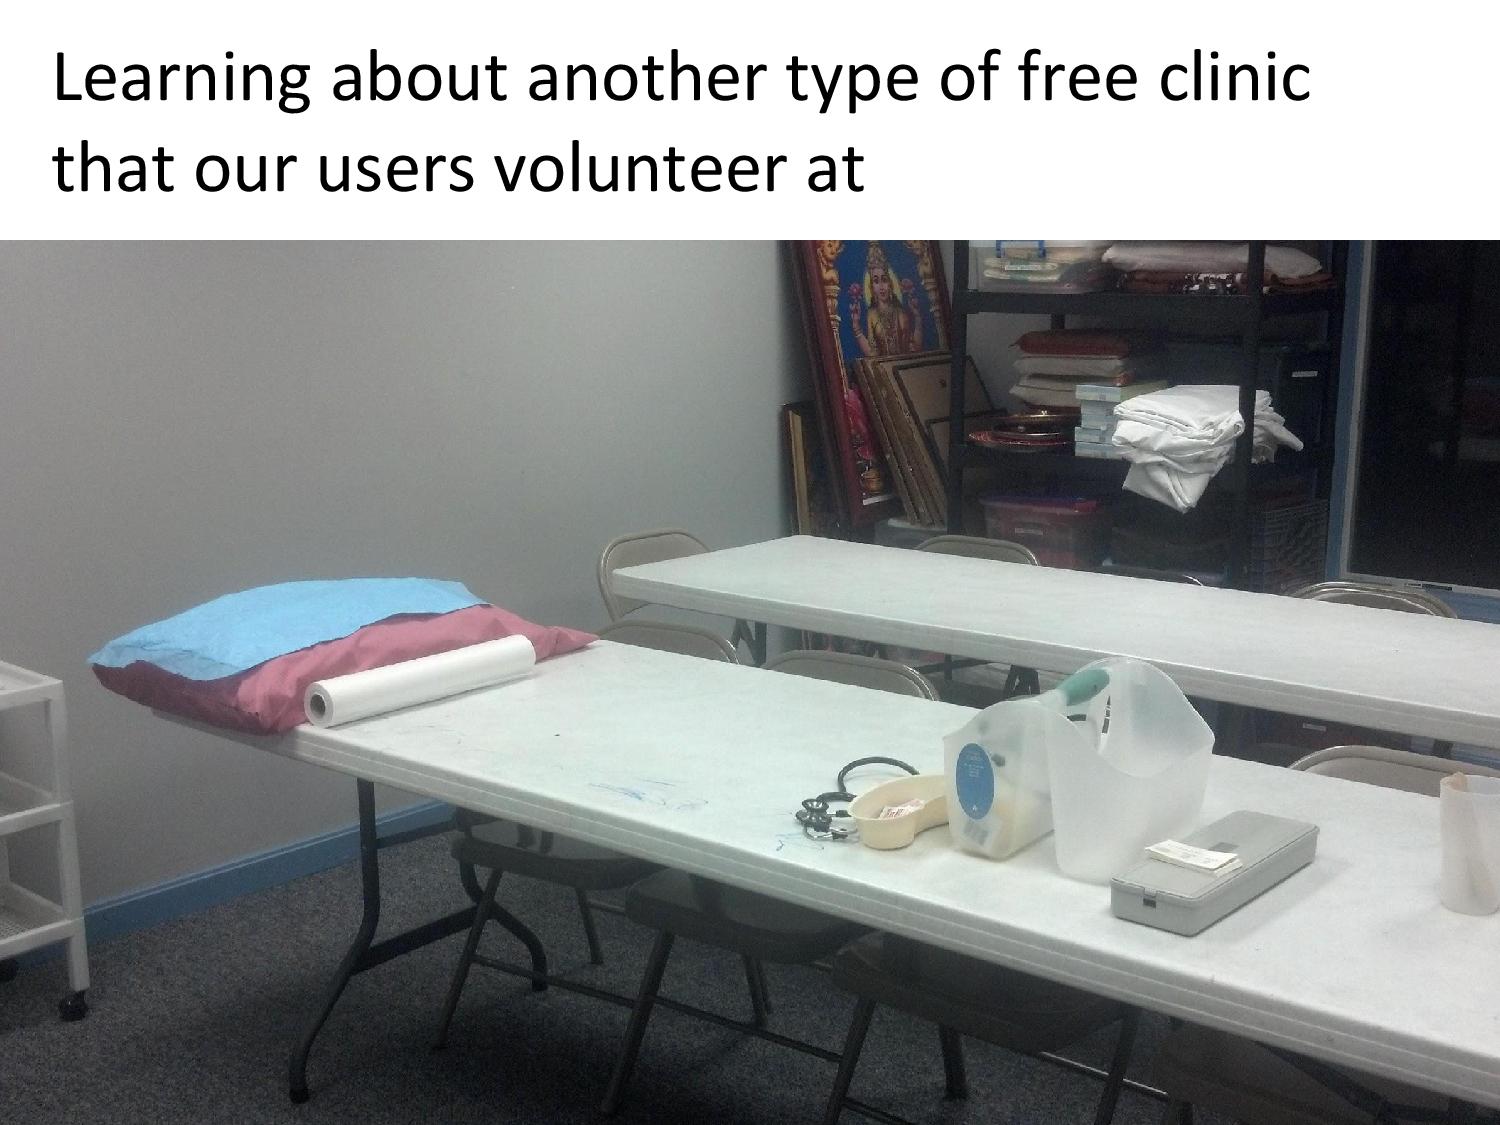 Learning about another type of free clinic
that our users volunteer at